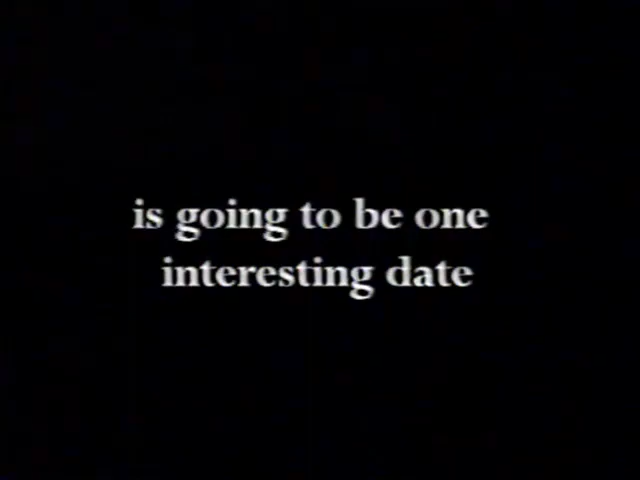 is going to be one
interesting date